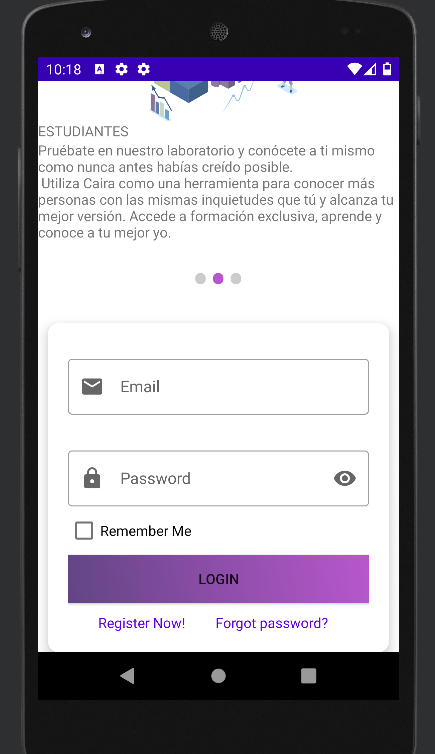 10:18
ESTUDIANTES
Pruébate en nuestro laboratorio y conócete a ti mismo
como nunca antes habías creído posible.
Utiliza Caira como una herramienta para conocer más
personas con las mismas inquietudes que tú y alcanza tu
mejor versión. Accede a formación exclusiva, aprende y
conoce a tu mejor yo.
Email
Password
Remember Me
LOGIN
Register Now! Forgot password?